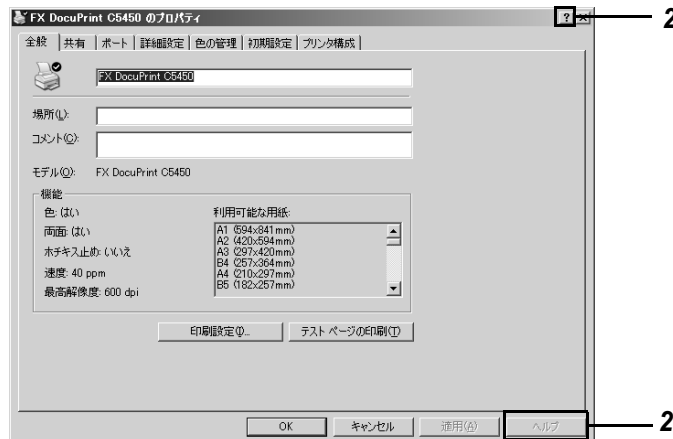 FX DocuPrint C5450 のプロパティ
? × 2
全般 共有 ポート 詳細設定 色の管理 初期設定 プリンタ構成
FX DocuPrint C5450
場所(L):
コメント(C):
モデル(O): FX DocuPrint C5450
機能
色: はい 利用可能な用紙:
両面: はい A1 (594x841mm)
ホチキス止め: いいえ A2 (420x594mm)
速度: 40 ppm A3 (297x420mm)
最高解像度: 600 dpi B4 (257x364mm)
A4 (210x297mm)
B5 (182x257mm)
印刷設定(I)... テスト ページの印刷(T)
OK キャンセル 適用(A) ヘルプ 2